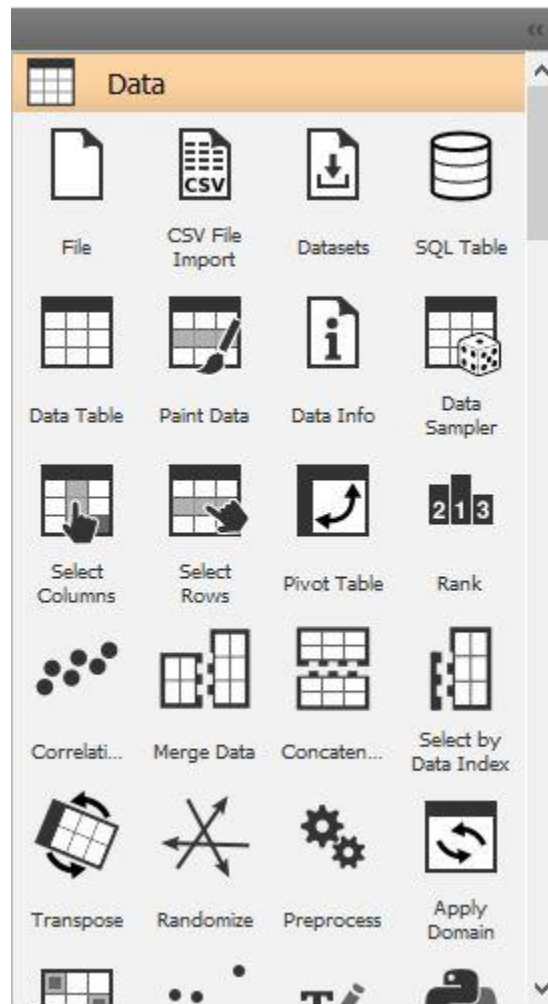 Data
CSV
File
CSV File
Import
Datasets
SQL Table
i
Data Table
Paint Data
Data Info
Data
Sampler
2 1 3
Select
Columns
Select
Rows
Pivot Table
Rank
Correlati...
Merge Data
Concaten...
Select by
Data Index
Transpose
Randomize
Preprocess
Apply
Domain